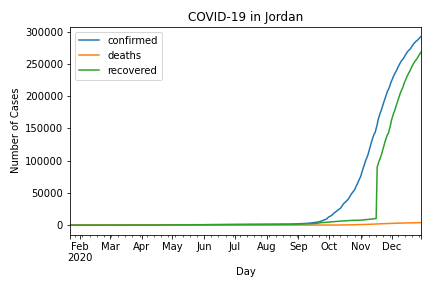 COVID-19 in Jordan
confirmed
deaths
recovered
300000
250000
200000
150000
100000
50000
0
Number of Cases
Feb Mar Apr May Jun Jul Aug Sep Oct Nov Dec
2020
Day